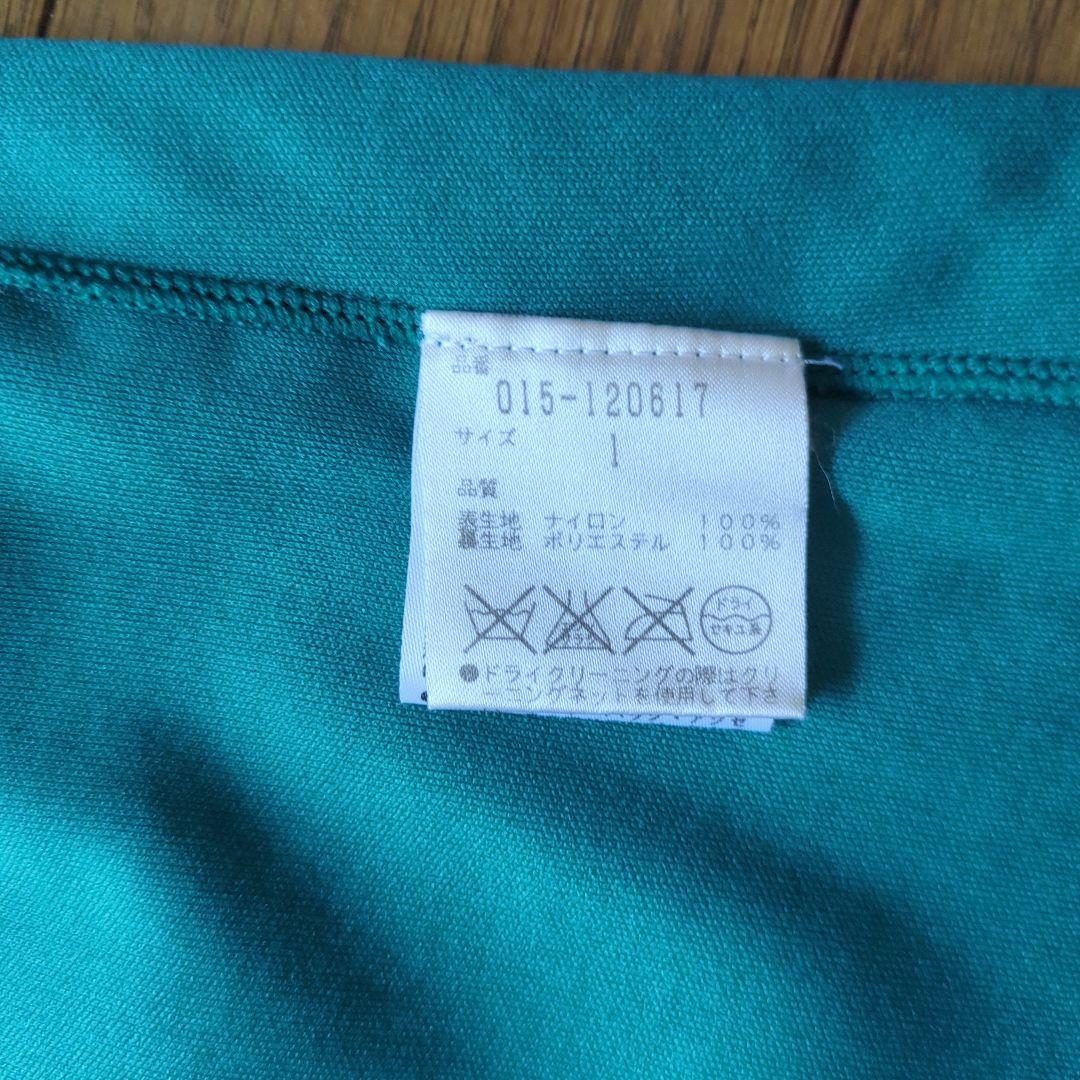 品番
015-120617
サイズ
1
品質
表生地 ナイロン 100%
裏生地 ポリエステル 100%
ドライ
セキユ系
●ドライクリーニングの際はクリ
ーニングネットを使用して下さ